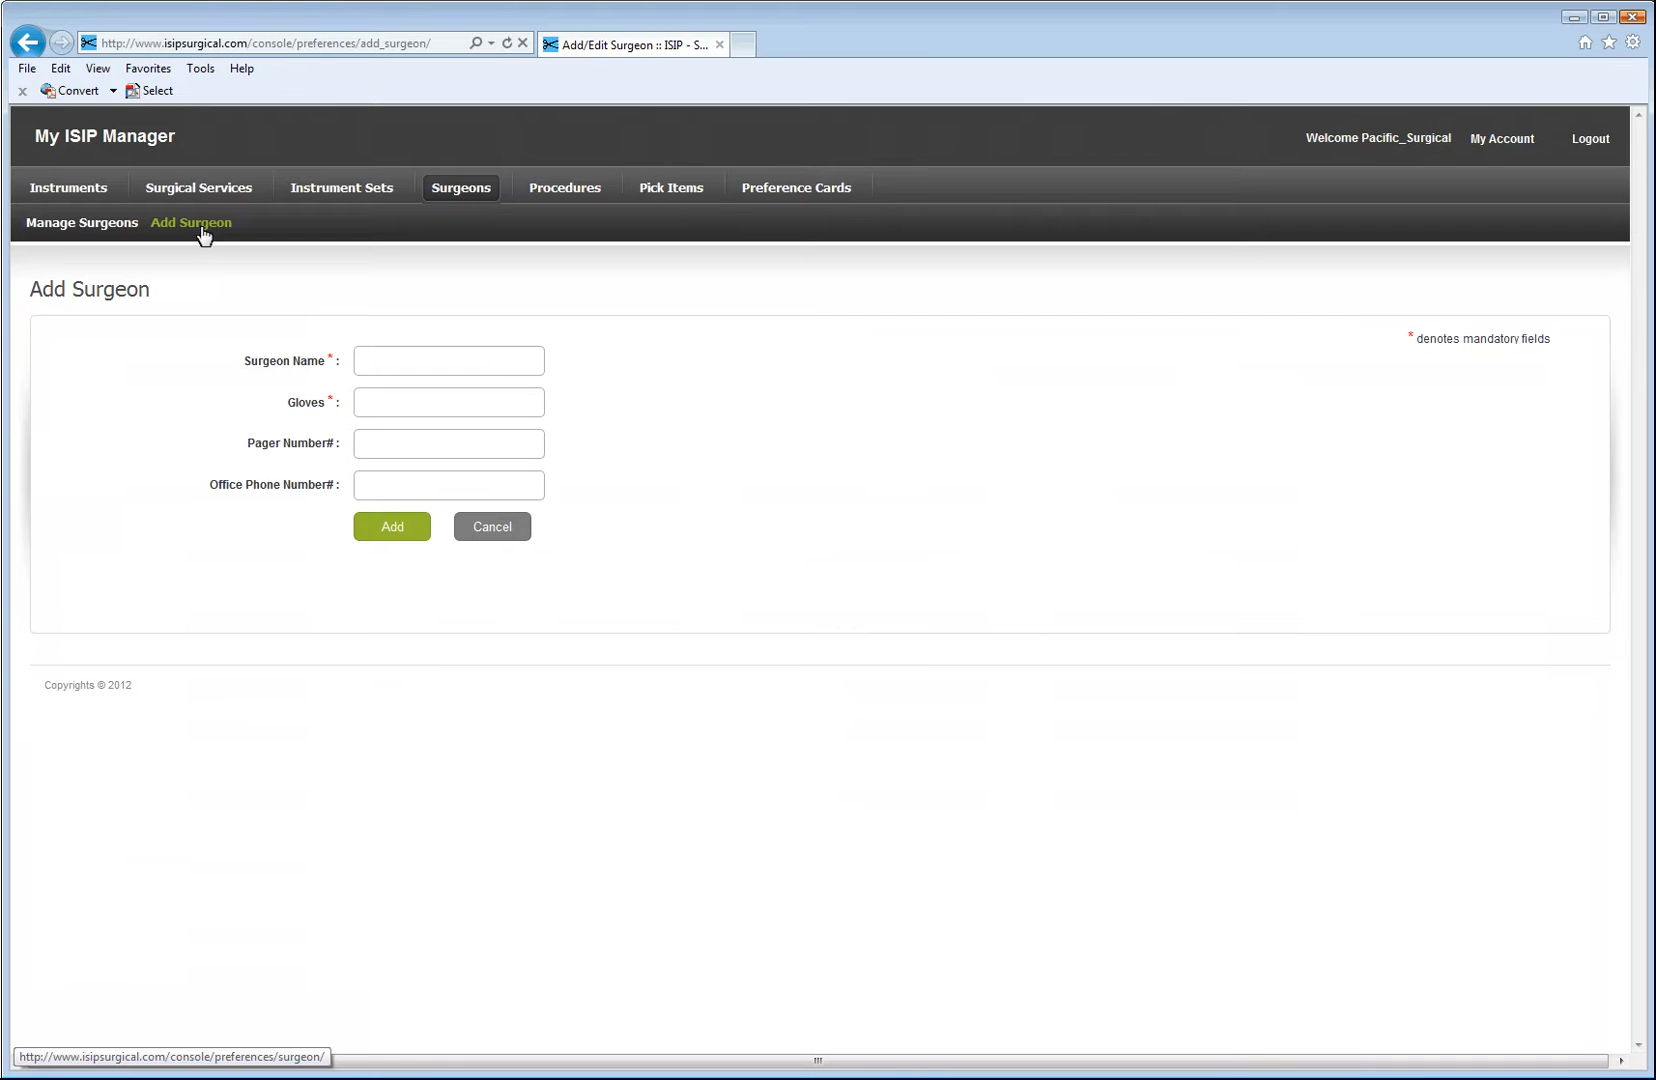 http://www.isipsurgical.com/console/preferences/add_surgeon/
Add/Edit Surgeon :: ISIP - S...
File Edit View Favorites Tools Help
x Convert Select
My ISIP Manager
Welcome Pacific_Surgical My Account Logout
Instruments Surgical Services Instrument Sets Surgeons Procedures Pick Items Preference Cards
Manage Surgeons Add Surgeon
Add Surgeon
* denotes mandatory fields
Surgeon Name * :
Gloves * :
Pager Number# :
Office Phone Number# :
Add Cancel
Copyrights © 2012
http://www.isipsurgical.com/console/preferences/surgeon/